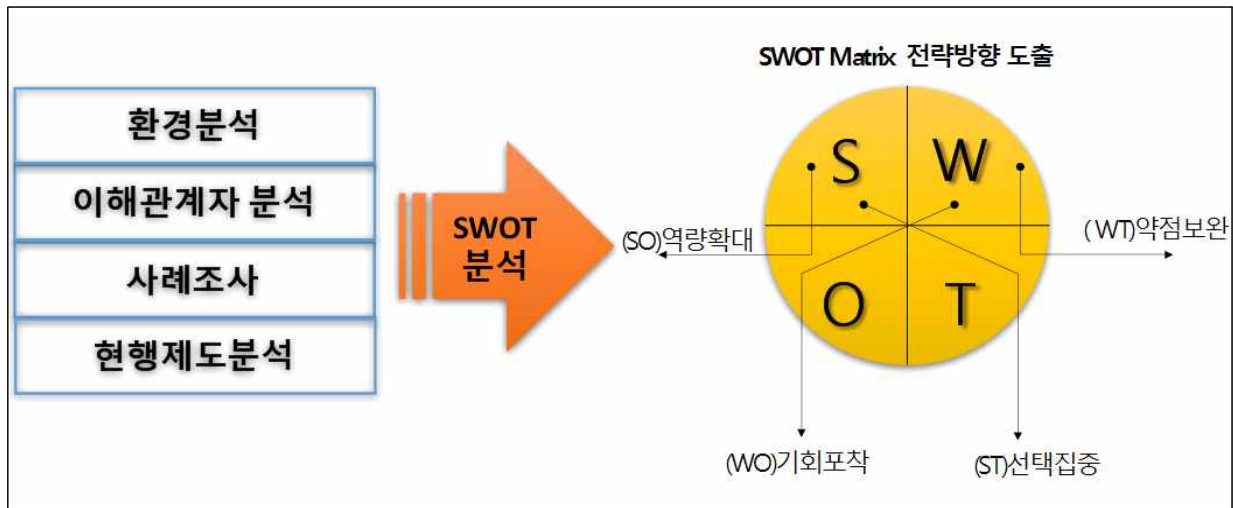 환경분석
이해관계자 분석
사례조사
현행제도분석
SWOT
분석
SWOT Matrix 전략방향 도출
S
W
O
T
(SO)역량확대
(WT)약점보완
(WO)기회포착
(ST)선택집중